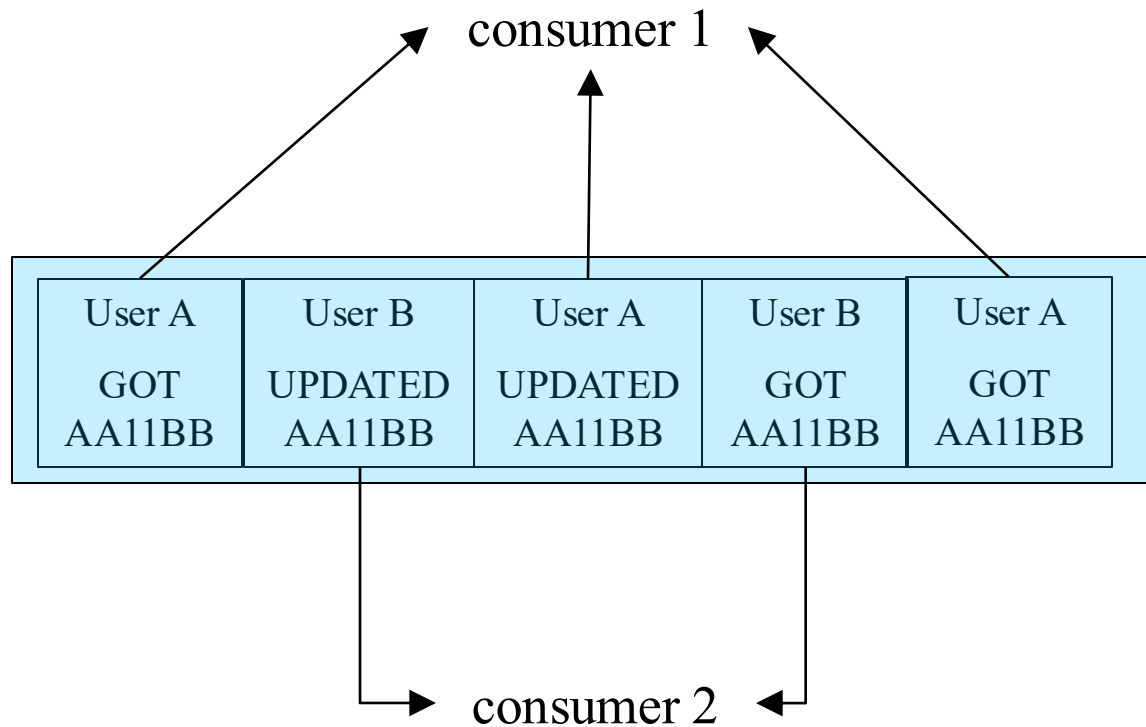 consumer 1
User A
GOT
AA11BB
User B
UPDATED
AA11BB
User A
UPDATED
AA11BB
User B
GOT
AA11BB
User A
GOT
AA11BB
consumer 2